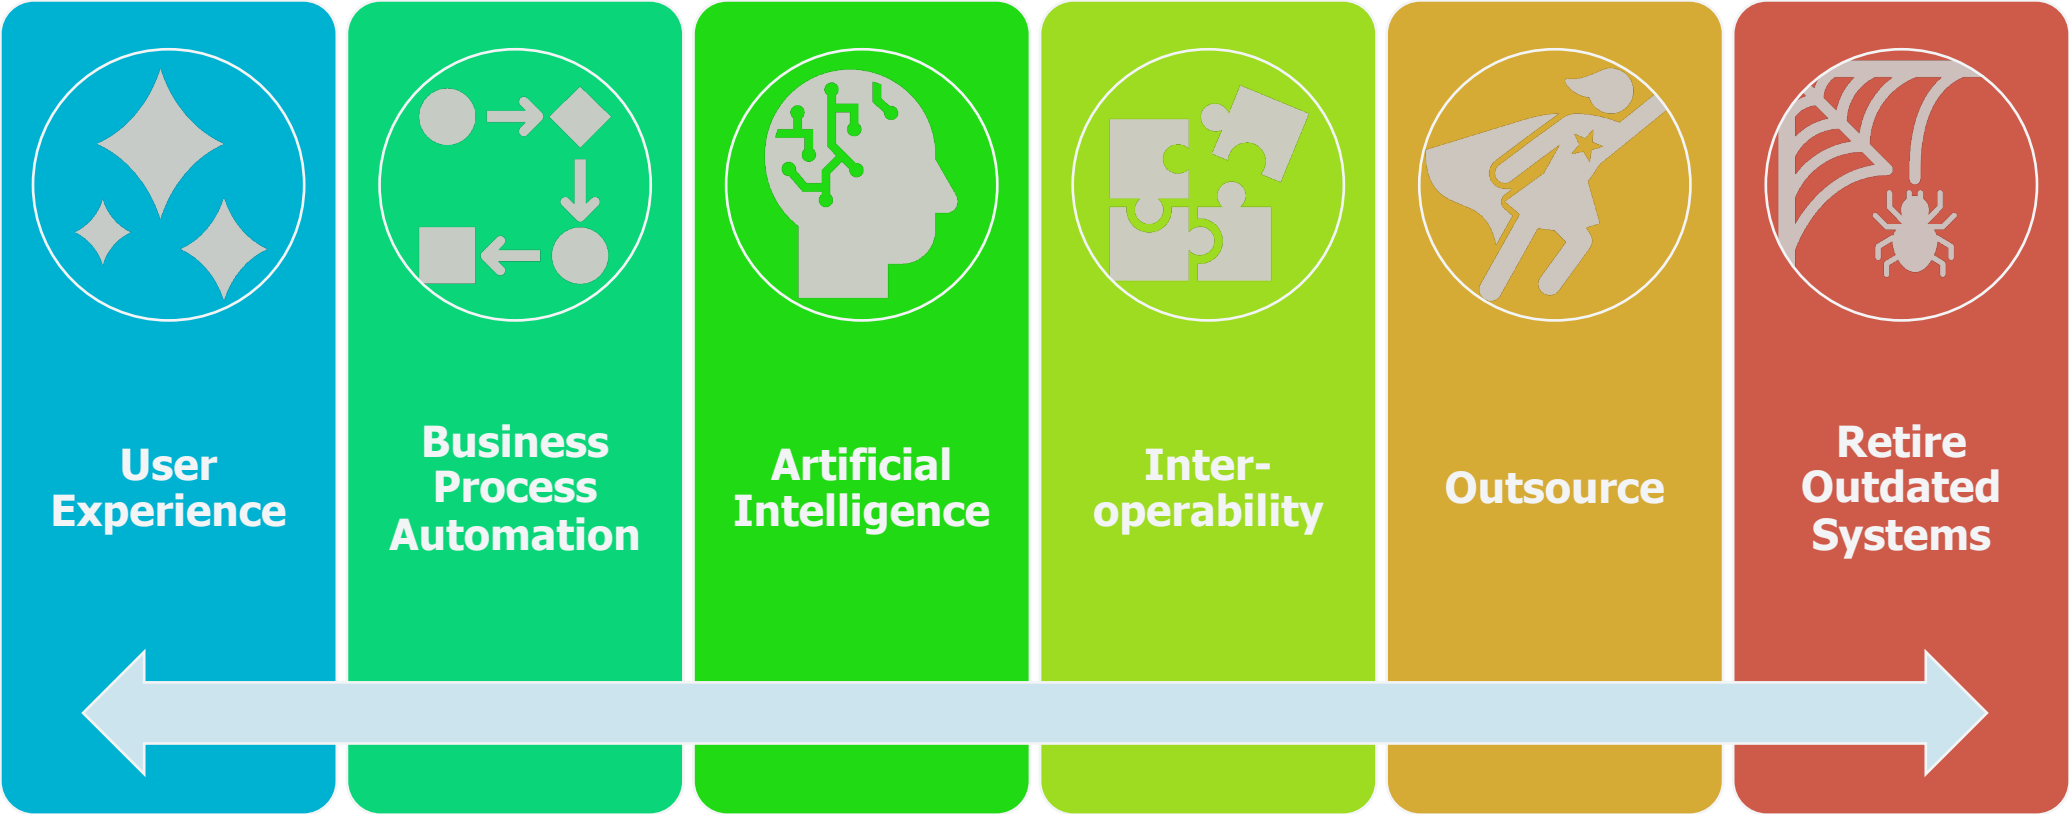 User
Experience
Business
Process
Automation
Artificial
Intelligence
Inter-
operability
Outsource
Retire
Outdated
Systems